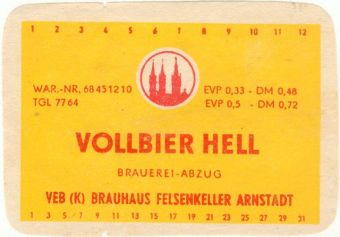 1 2 3 4 5 6 7 8 9 10 11 12
WAR.-NR. 68451210 EVP 0,33 - DM 0,48
TGL 7764 EVP 0,5 - DM 0,72
VOLLBIER HELL
BRAUEREI-ABZUG
VEB (K) BRAUHAUS FELSENKELLER ARNSTADT
1 3 5 7 9 11 13 15 17 19 21 23 25 27 29 31